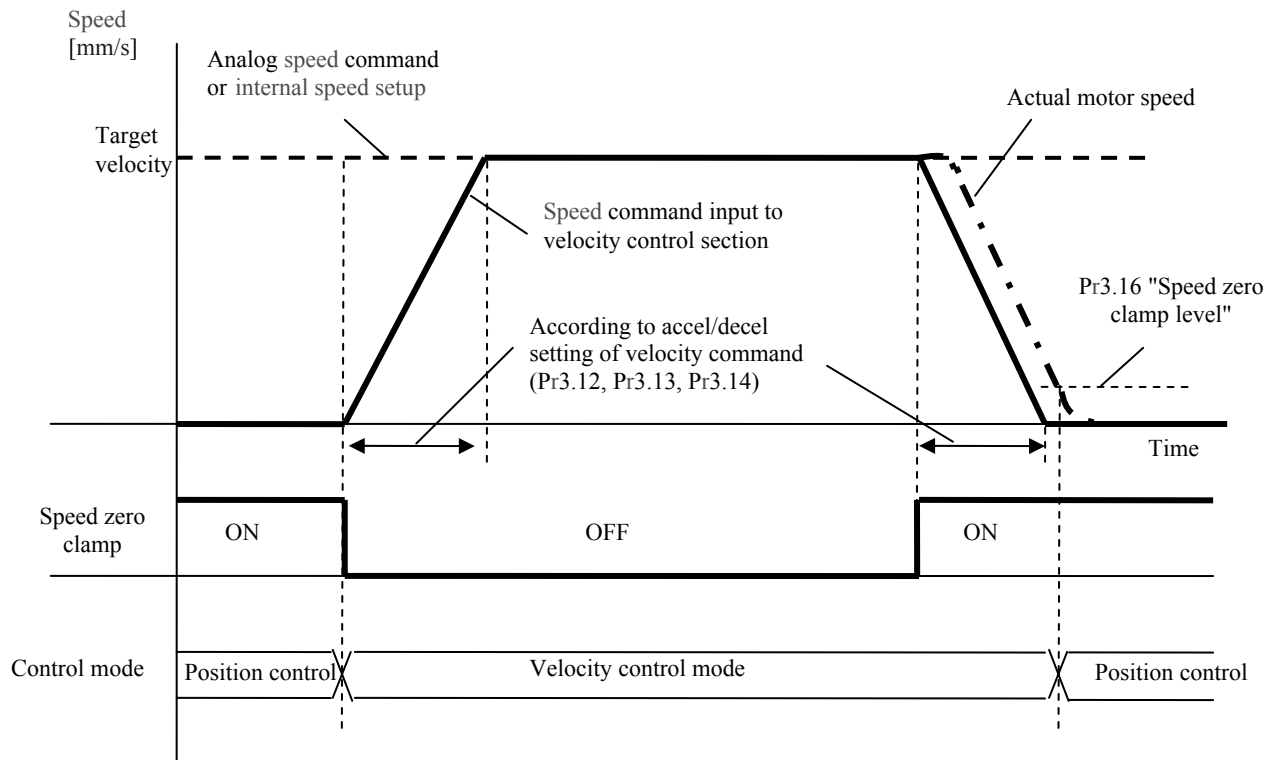 Speed
[mm/s]
Analog speed command
or internal speed setup
Actual motor speed
Target
velocity
Speed command input to
velocity control section
Pr3.16 "Speed zero
clamp level"
According to accel/decel
setting of velocity command
(Pr3.12, Pr3.13, Pr3.14)
Time
Speed zero
clamp
ON
OFF
ON
Control mode
Position control
Velocity control mode
Position control